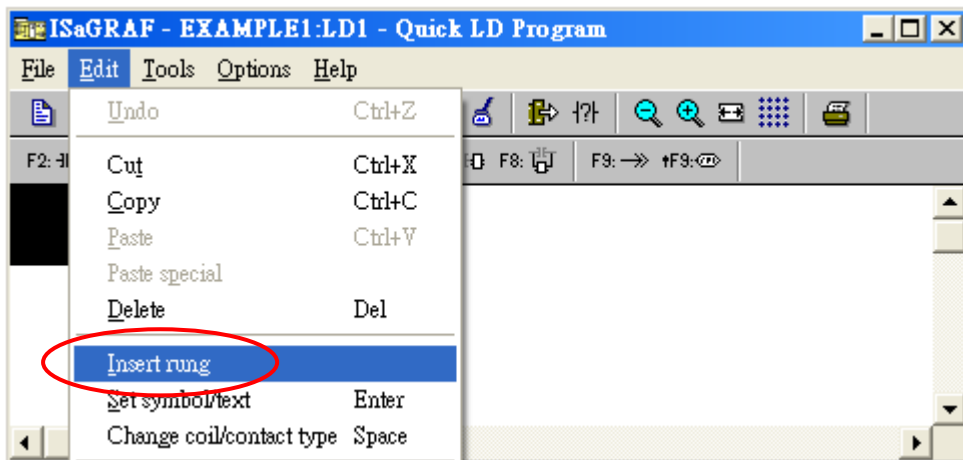 ISaGRAF - EXAMPLE1:LD1 - Quick LD Program
File Edit Tools Options Help
Undo Ctrl+Z
F2: F8: F9: F9:
Cut Ctrl+X
Copy Ctrl+C
Paste Ctrl+V
Paste special
Delete Del
Insert rung
Set symbol/text Enter
Change coil/contact type Space